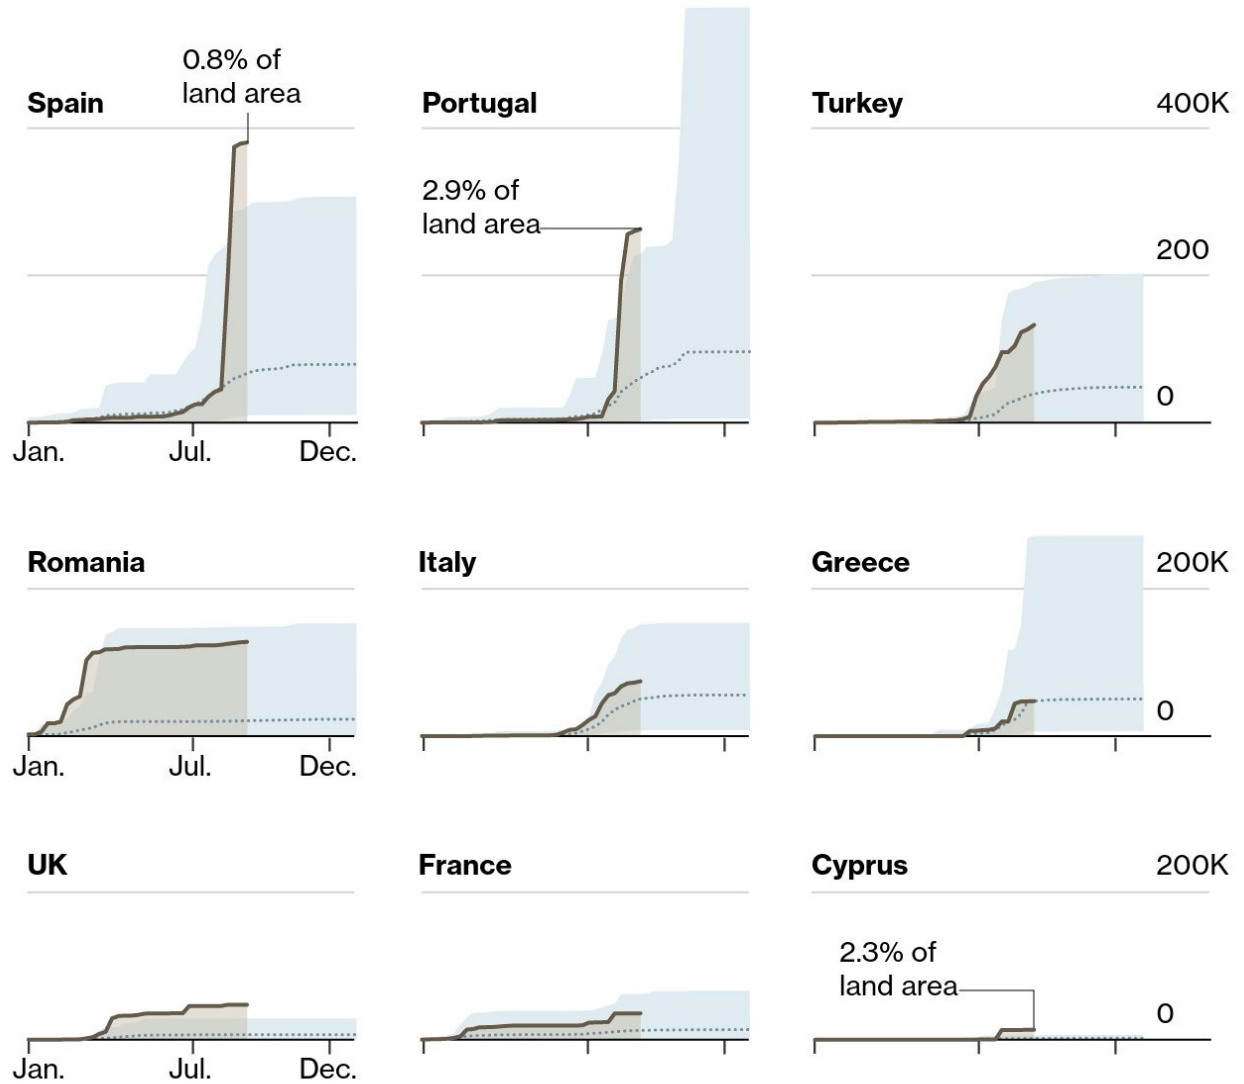 0.8% of
land area
Spain
Portugal
Turkey
400K
2.9% of
land area
200
0
Jan.
Jul.
Dec.
Romania
Italy
Greece
200K
0
Jan.
Jul.
Dec.
UK
France
Cyprus
200K
2.3% of
land area
0
Jan.
Jul.
Dec.